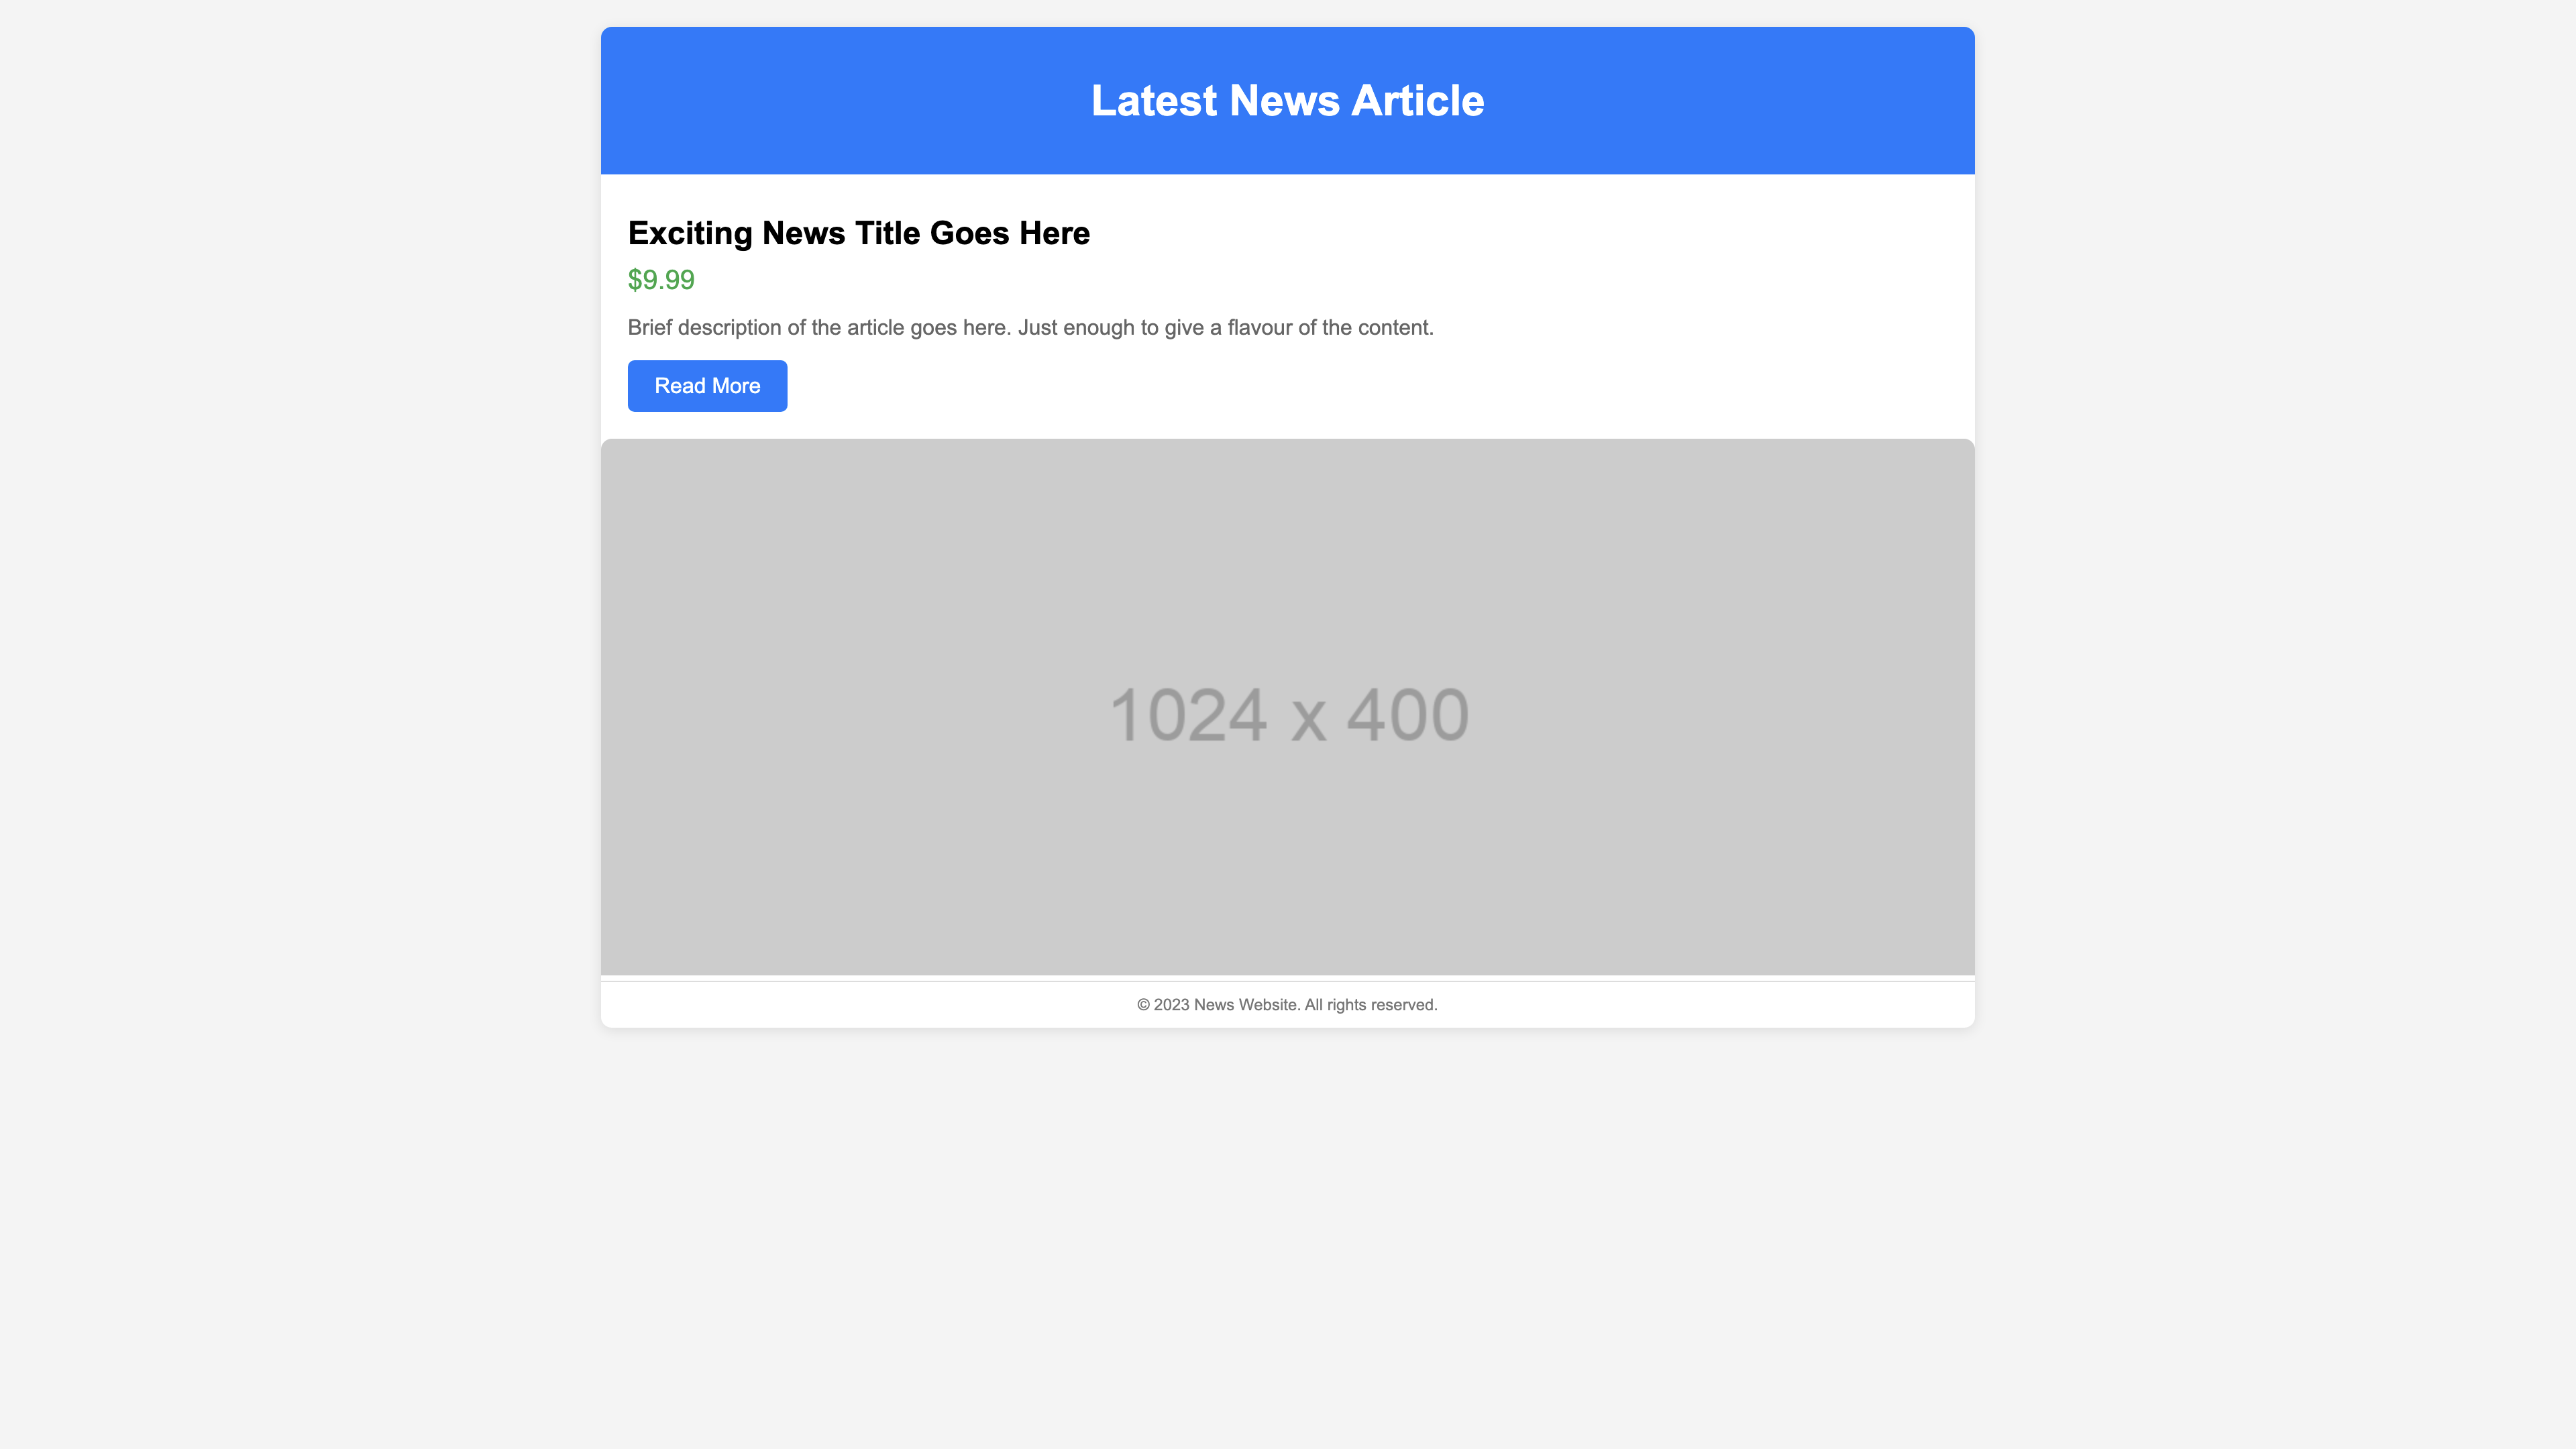 Latest News Article
Exciting News Title Goes Here
$9.99
Brief description of the article goes here. Just enough to give a flavour of the content.
Read More
1024 x 400
© 2023 News Website. All rights reserved.